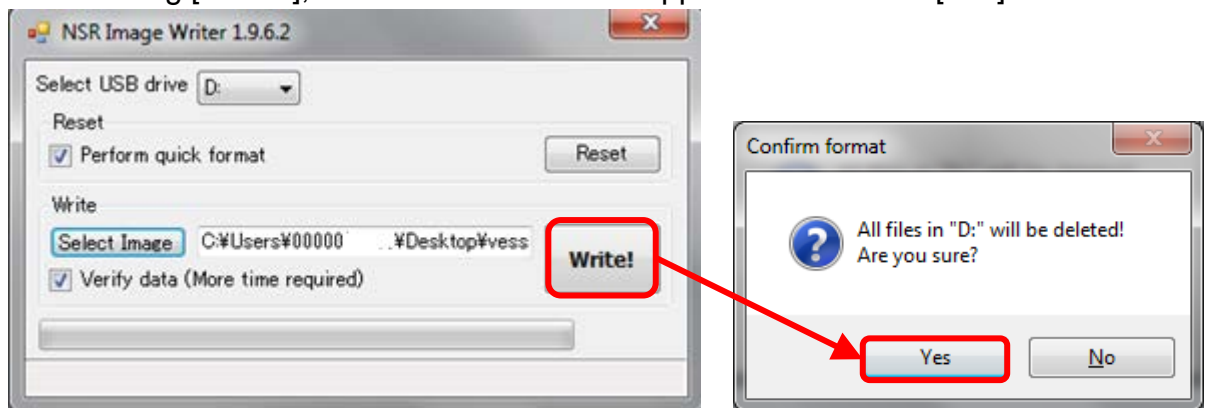 NSR Image Writer 1.9.6.2
Select USB drive D:
Reset
Perform quick format
Reset
Write
Select Image C:¥Users¥00000 ..¥Desktop¥vess
Write!
Verify data (More time required)
Confirm format
All files in "D:" will be deleted!
Are you sure?
Yes
No